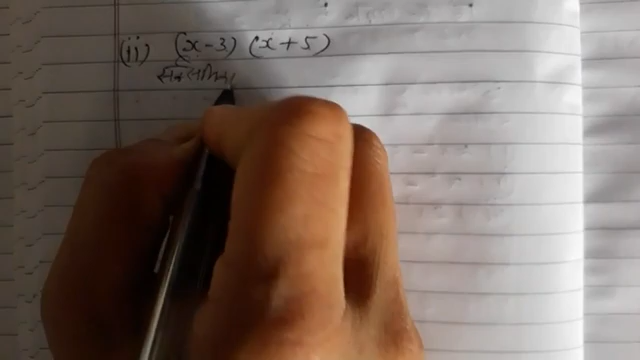 (ii) (x-3) (x+5)